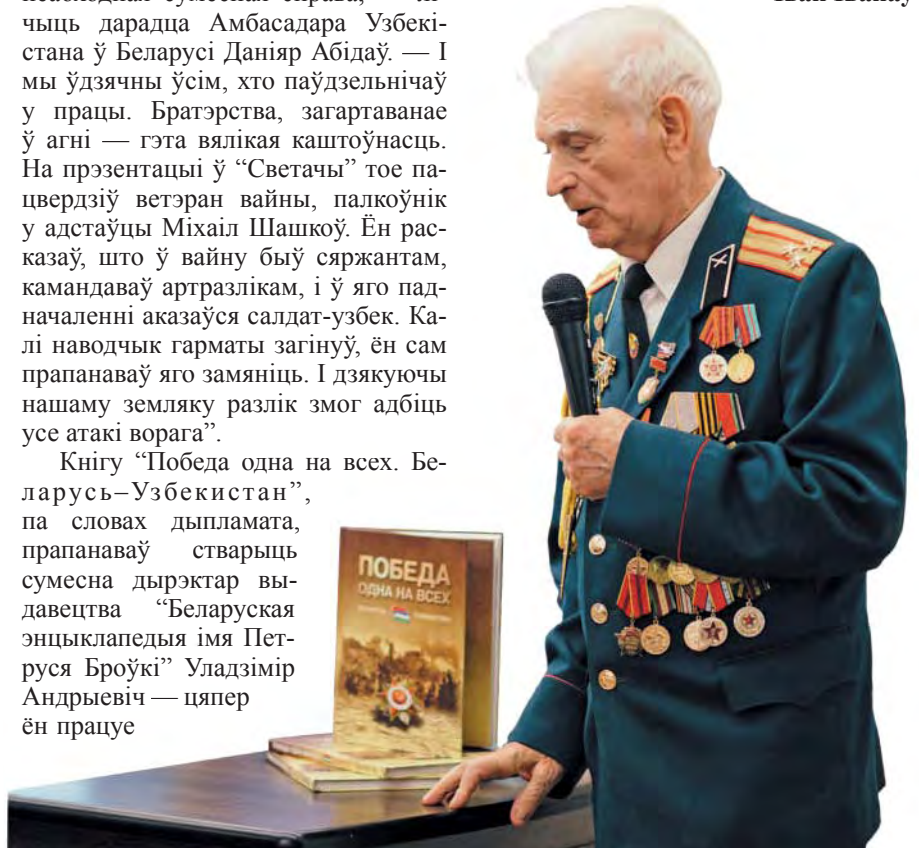 чыць дарадца Амбасадара Узбекі-
стана ў Беларусі Даніяр Абідаў. — І
мы ўдзячны ўсім, хто паўдзельнічаў
у працы. Братэрства, загартаванае
ў агні — гэта вялікая каштоўнасць.
На прэзентацыі ў “Светачы” тое па-
цвердзіў ветэран вайны, палкоўнік
у адстаўцы Міхаіл Шашкоў. Ён рас-
казаў, што ў вайну быў сяржантам,
камандаваў артразлікам, і ў яго пад-
началенні аказаўся салдат-узбек. Ка-
лі наводчык гарматы загінуў, ён сам
прапанаваў яго замяніць. І дзякуючы
нашаму земляку разлік змог адбіць
усе атакі ворага”.
Кнігу “Победа одна на всех. Бе-
ларусь–Узбекистан”,
па словах дыпламата,
прапанаваў стварыць
сумесна дырэктар вы-
давецтва “Беларуская
энцыклапедыя імя Пет-
руся Броўкі” Уладзімір
Андрыевіч — цяпер
ён працуе
ПОБЕДА
ОДНА НА ВСЕХ